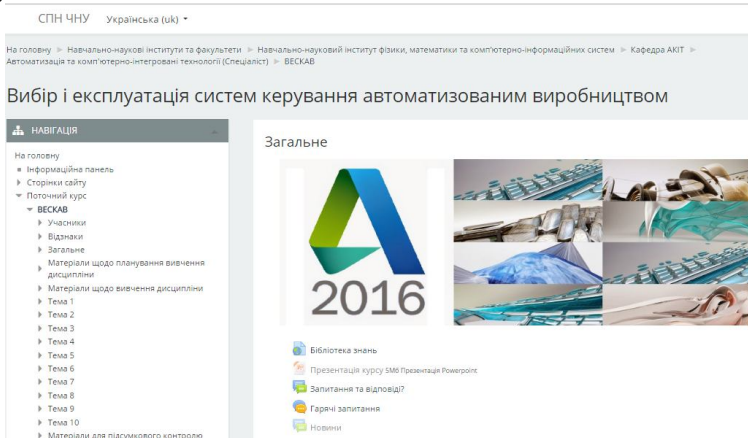 СПН ЧНУ Українська (uk)
На головну Навчально-наукові інститути та факультети Навчально-науковий інститут фізики, математики та комп'ютерно-інформаційних систем Кафедра АКІТ
Автоматизація та комп'ютерно-інтегровані технології (Спеціаліст) ВЕСКАВ
Вибір і експлуатація систем керування автоматизованим виробництвом
НАВІГАЦІЯ
На головну
Інформаційна панель
Сторінки сайту
Поточний курс
ВЕСКАВ
Учасники
Відзнаки
Загальне
Матеріали щодо планування вивчення
дисципліни
Матеріали щодо вивчення дисципліни
Тема 1
Тема 2
Тема 3
Тема 4
Тема 5
Тема 6
Тема 7
Тема 8
Тема 9
Тема 10
Матеріали для підсумкового контролю
Загальне
2016
Бібліотека знань
Презентація курсу 5Мб Презентація Powerpoint
Запитання та відповіді?
Гарячі запитання
Новини